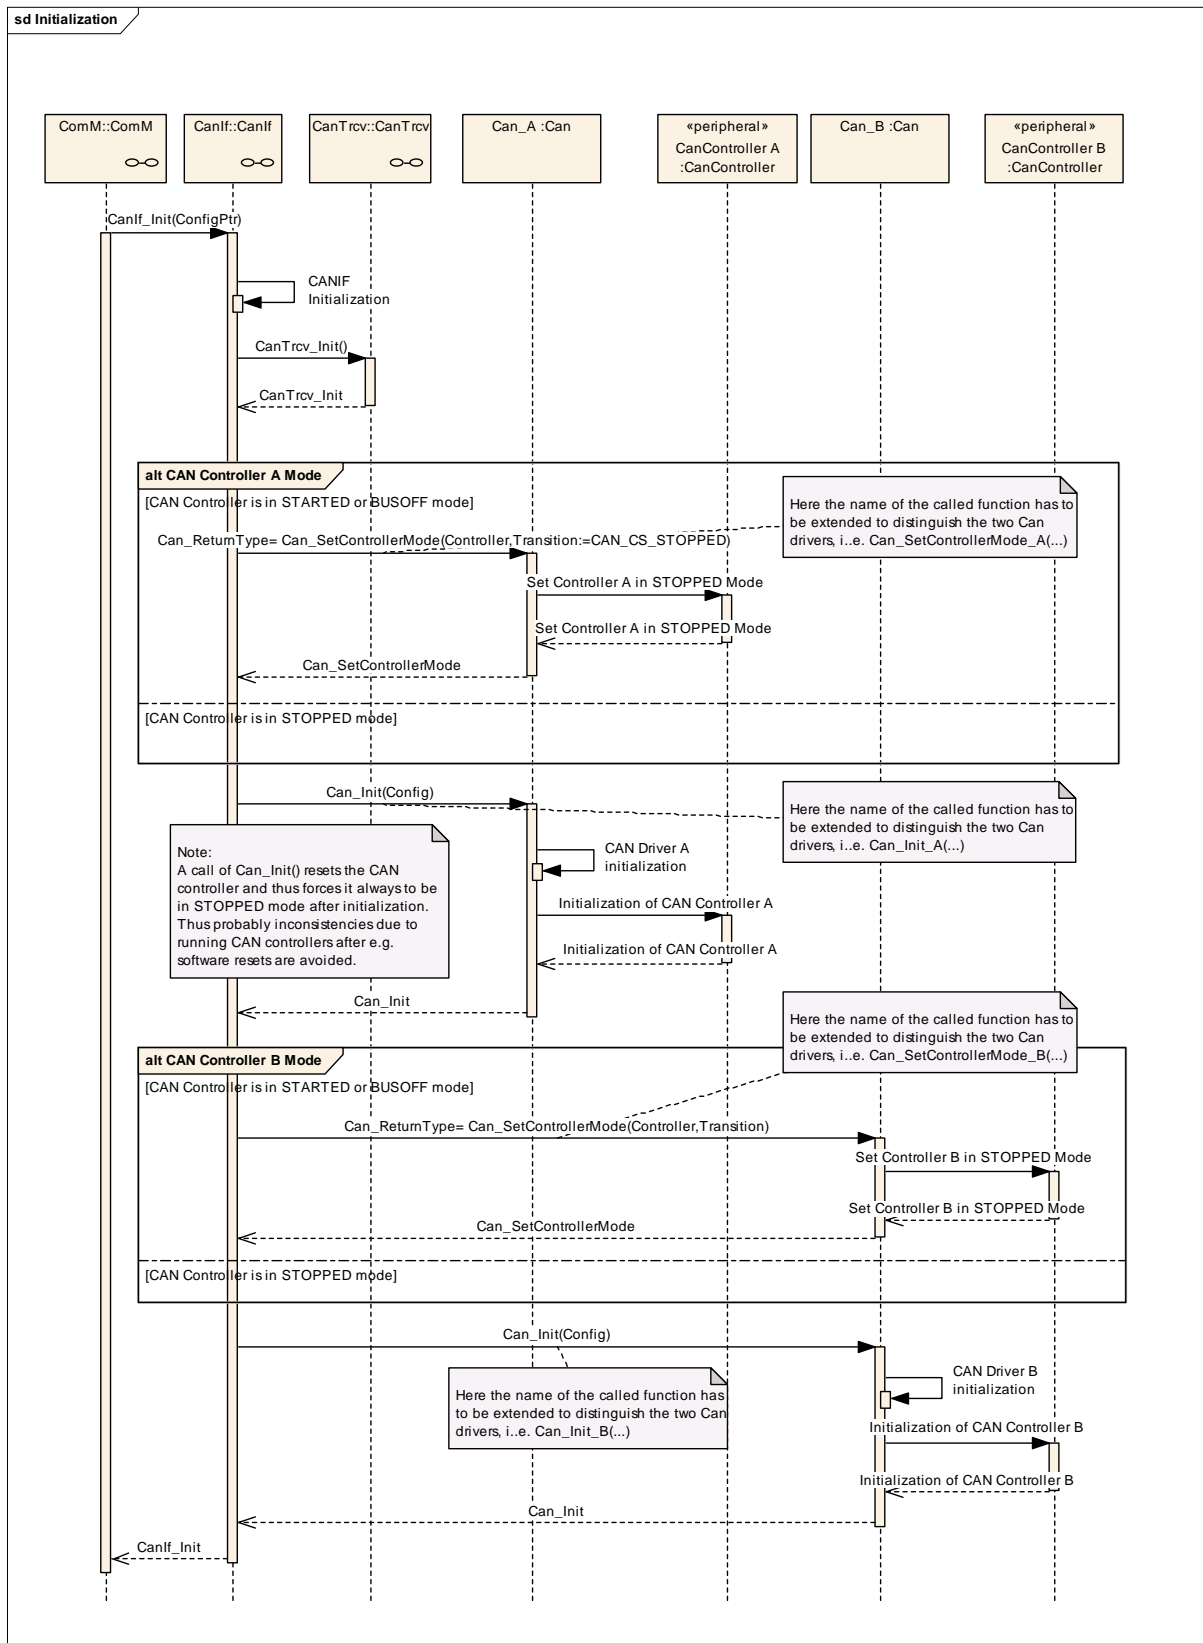 sd Initialization
ComM::ComM
CanIf::CanIf
CanTrcv::CanTrcv
Can_A :Can
«peripheral»
CanController A
:CanController
Can_B :Can
«peripheral»
CanController B
:CanController
CanIf_Init(ConfigPtr)
CANIF
Initialization
CanTrcv_Init()
CanTrcv_Init
alt CAN Controller A Mode
[CAN Controller is in STARTED or BUSOFF mode]
Here the name of the called function has to
be extended to distinguish the two Can
drivers, i..e. Can_SetControllerMode_A(...)
Can_ReturnType= Can_SetControllerMode(Controller,Transition:=CAN_CS_STOPPED)
Set Controller A in STOPPED Mode
Set Controller A in STOPPED Mode
Can_SetControllerMode
[CAN Controller is in STOPPED mode]
Can_Init(Config)
Here the name of the called function has to
be extended to distinguish the two Can
drivers, i..e. Can_Init_A(...)
Note:
A call of Can_Init() resets the CAN
controller and thus forces it always to be
in STOPPED mode after initialization.
Thus probably inconsistencies due to
running CAN controllers after e.g.
software resets are avoided.
CAN Driver A
initialization
Initialization of CAN Controller A
Initialization of CAN Controller A
Can_Init
Here the name of the called function has to
be extended to distinguish the two Can
drivers, i..e. Can_SetControllerMode_B(...)
alt CAN Controller B Mode
[CAN Controller is in STARTED or BUSOFF mode]
Can_ReturnType= Can_SetControllerMode(Controller,Transition)
Set Controller B in STOPPED Mode
Set Controller B in STOPPED Mode
Can_SetControllerMode
[CAN Controller is in STOPPED mode]
Can_Init(Config)
Here the name of the called function has
to be extended to distinguish the two Can
drivers, i..e. Can_Init_B(...)
CAN Driver B
initialization
Initialization of CAN Controller B
Initialization of CAN Controller B
Can_Init
CanIf_Init